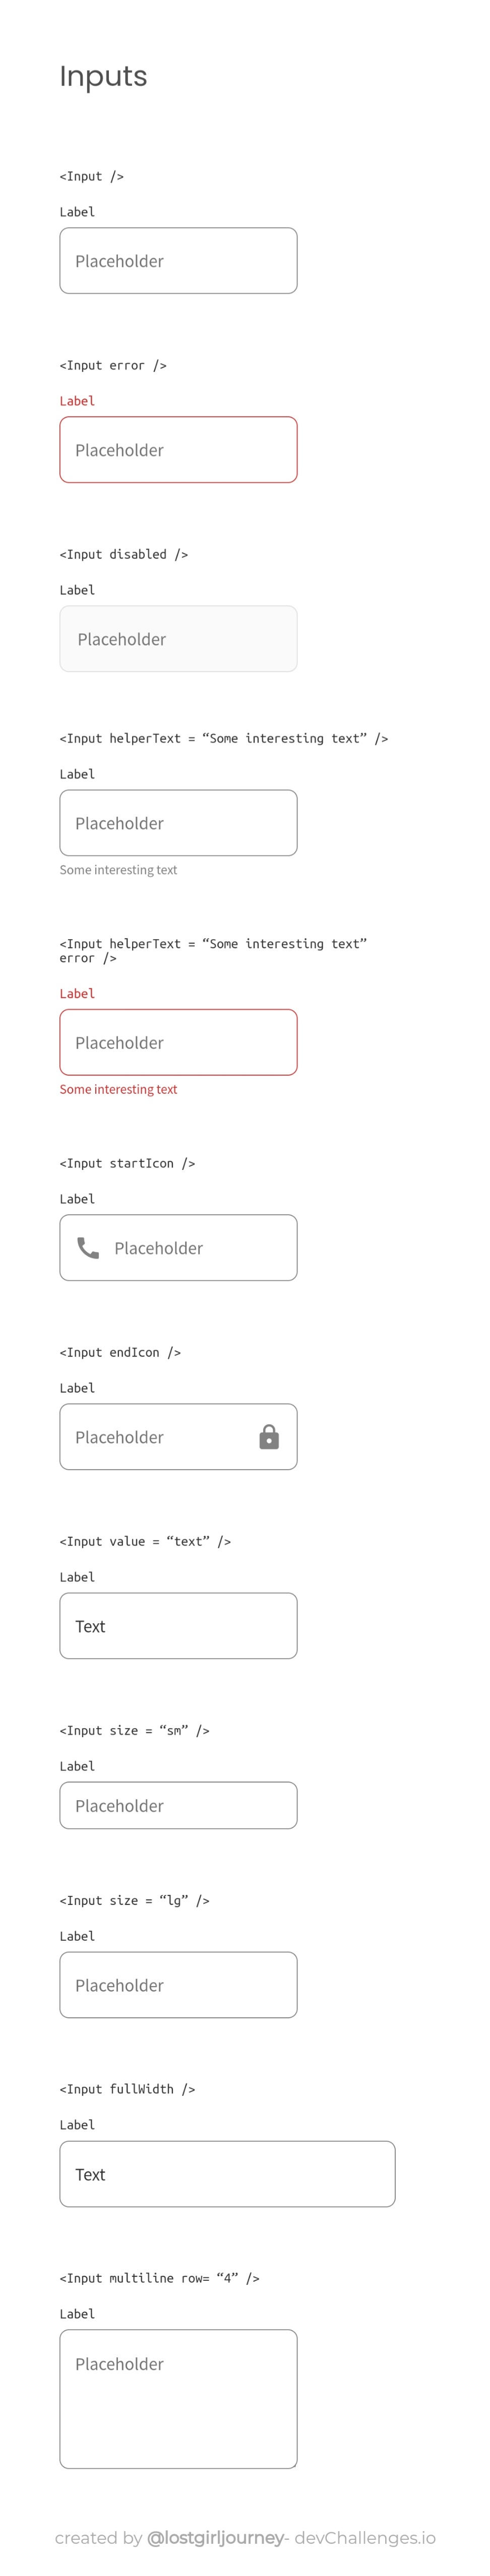 Inputs
<Input />
Label
Placeholder
<Input error />
Label
Placeholder
<Input disabled />
Label
Placeholder
<Input helperText = “Some interesting text” />
Label
Placeholder
Some interesting text
<Input helperText = “Some interesting text”
error />
Label
Placeholder
Some interesting text
<Input startIcon />
Label
Placeholder
<Input endIcon />
Label
Placeholder
<Input value = “text” />
Label
Text
<Input size = “sm” />
Label
Placeholder
<Input size = “lg” />
Label
Placeholder
<Input fullWidth />
Label
Text
<Input multiline row= “4” />
Label
Placeholder
created by @lostgirljourney- devChallenges.io